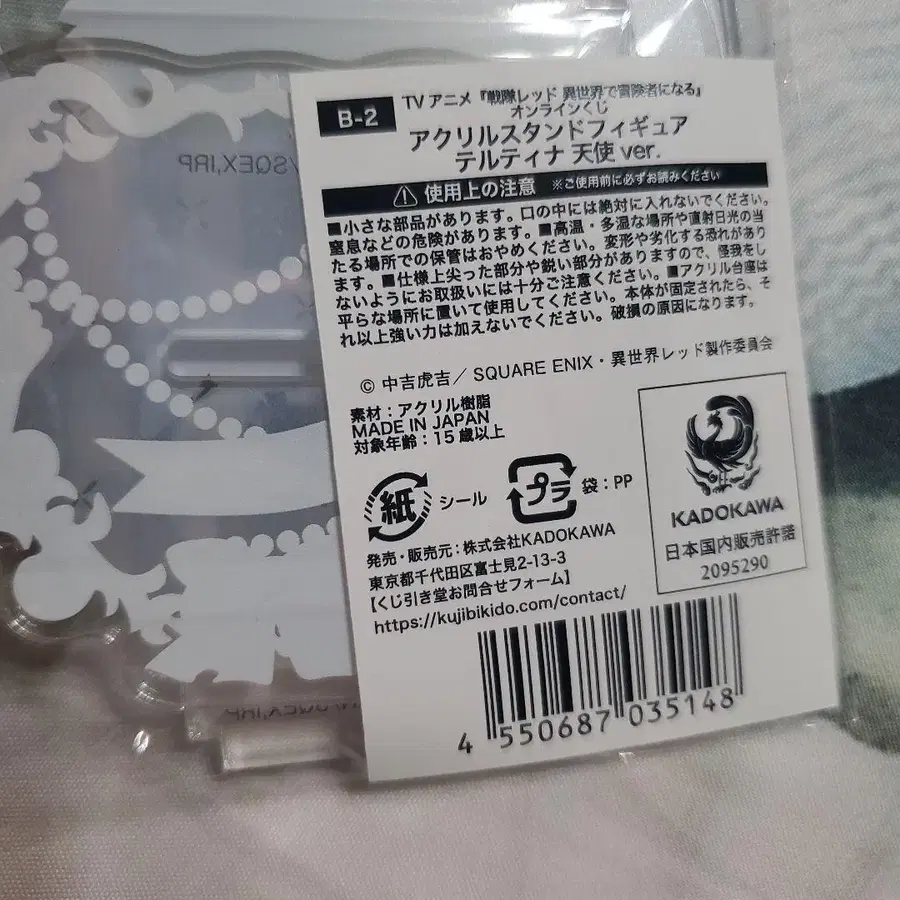 B-2
TV アニメ『戦隊レッド 異世界で冒険者になる』
オンラインくじ
アクリルスタンドフィギュア
テルティナ 天使 ver.
使用上の注意 ※ご使用前に必ずお読みください
■小さな部品があります。口の中には絶対に入れないでください。
窒息などの危険があります。■高温・多湿な場所や直射日光の当
たる場所での保管はおやめください。変形や劣化する恐れがあり
ます。■仕様上尖った部分や鋭い部分がありますので、怪我をし
ないようにお取扱いには十分ご注意ください。■アクリル台座は
平らな場所に置いて使用してください。本体が固定されたら、そ
れ以上強い力は加えないでください。破損の原因になります。
© 中吉虎吉/ SQUARE ENIX・異世界レッド製作委員会
素材：アクリル樹脂
MADE IN JAPAN
対象年齢：15 歳以上
紙 シール プラ 袋：PP
KADOKAWA
日本国内販売許諾
2095290
発売・販売元：株式会社KADOKAWA
東京都千代田区富士見2-13-3
【くじ引き堂お問合せフォーム】
https://kujibikido.com/contact/
4 550687 035148
/SQEX,IRP
SQEX,IRP